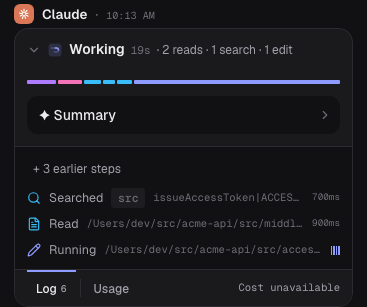 Claude · 10:13 AM
Working 19s · 2 reads · 1 search · 1 edit
Summary
+ 3 earlier steps
Searched src issueAccessToken|ACCES… 700ms
Read /Users/dev/src/acme-api/src/middl… 900ms
Running /Users/dev/src/acme-api/src/acces…
Log 6 Usage Cost unavailable